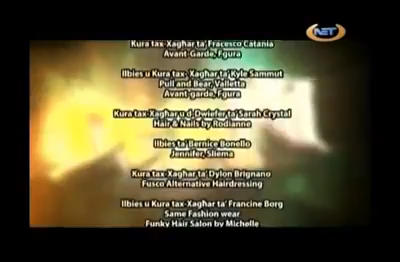 NET
Kura tax-Xagħar ta' Fracesco Catania
Avant-Garde, Fgura
Ilbies u Kura tax- Xagħar ta' Kyle Sammut
Pull and Bear, Valletta
Avant-garde, Fgura
Kura tax-Xagħar u d-Dwiefer ta' Sarah Crystal
Hair & Nails by Rodianne
Ilbies ta' Bernice Bonello
Jennifer, Sliema
Kura tax-Xagħar ta' Dylon Brignano
Fusco Alternative Hairdressing
Ilbies u Kura tax-Xagħar ta' Francine Borg
Same Fashion wear
Funky Hair Salon by Michelle